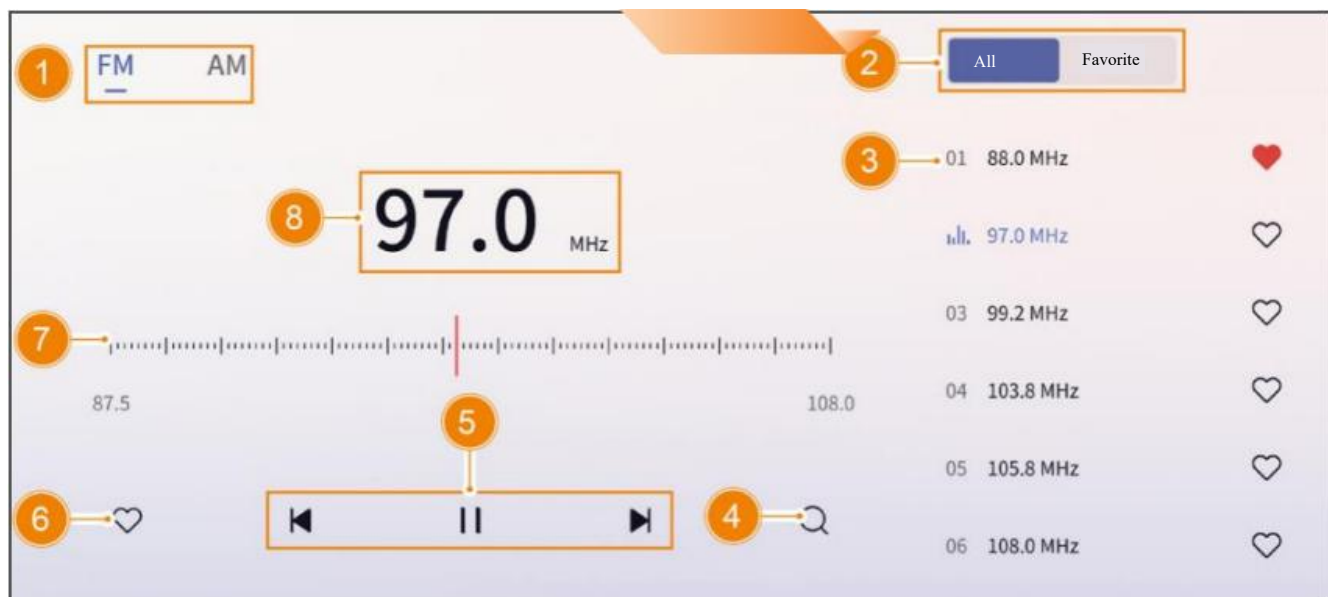 1
FM AM
2
All Favorite
3
01 88.0 MHz
97.0 MHz
03 99.2 MHz
04 103.8 MHz
05 105.8 MHz
06 108.0 MHz
8
97.0 MHz
7
87.5 108.0
5
6
4